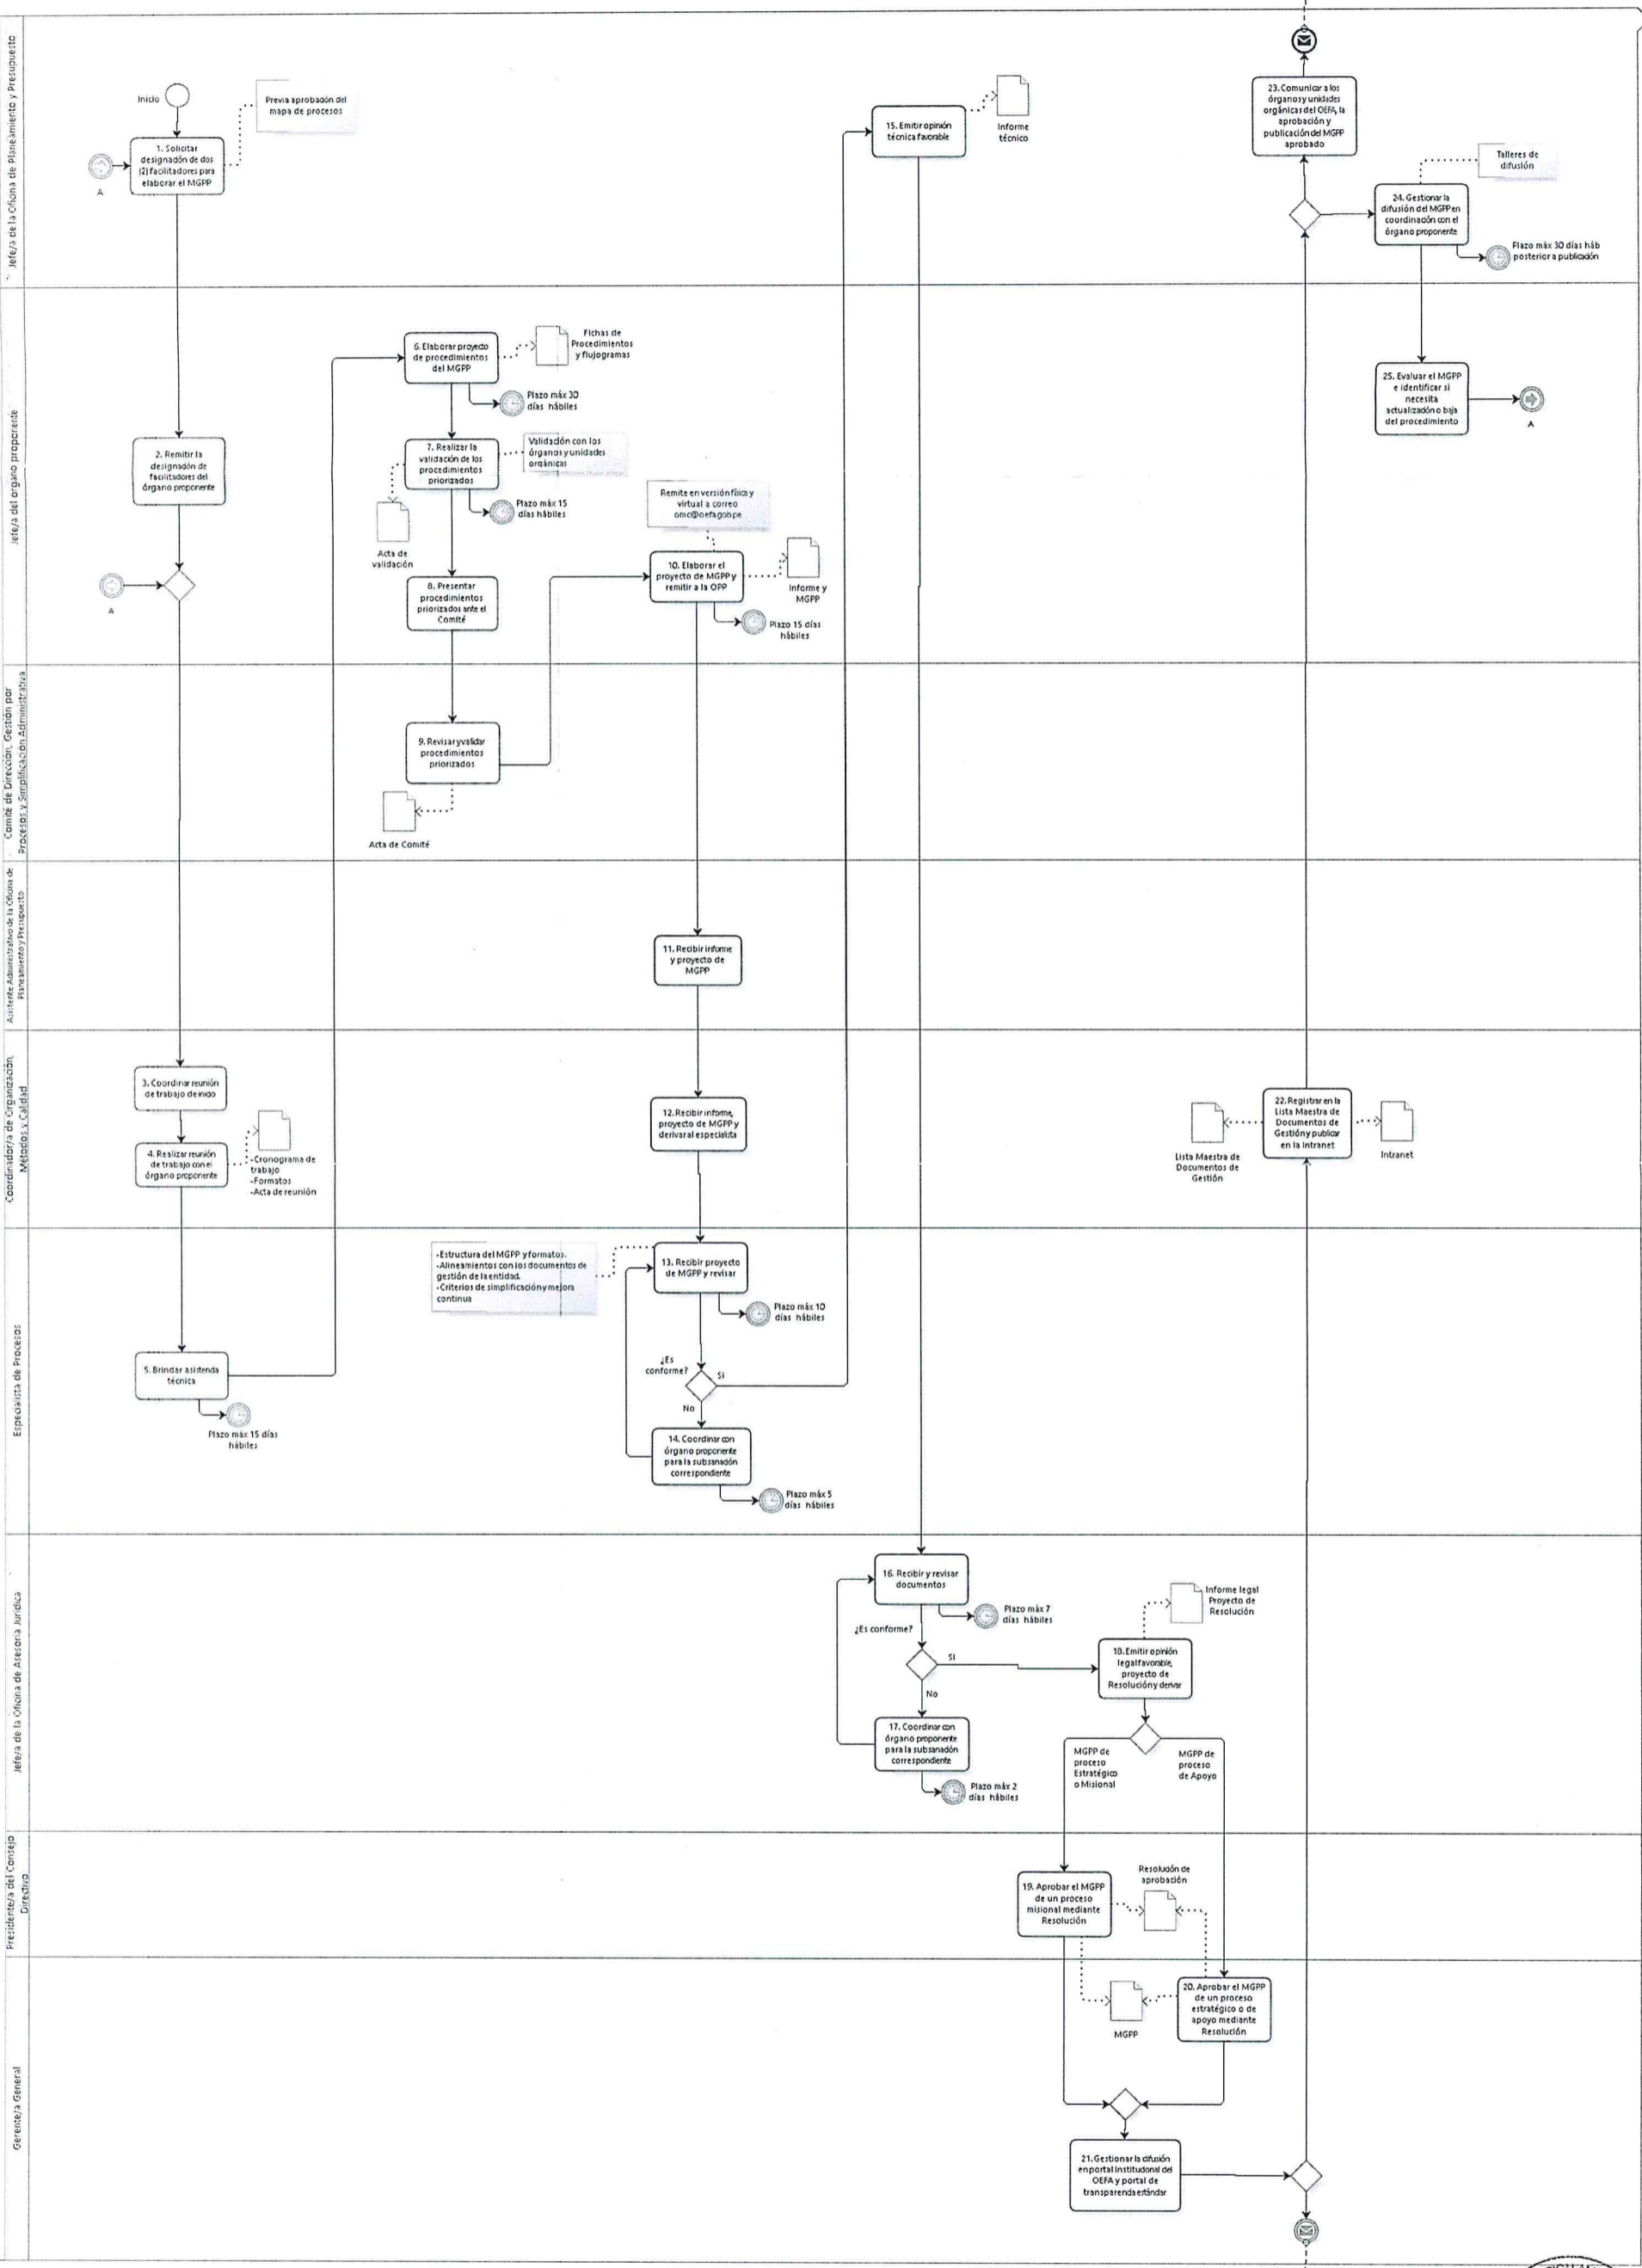 Jefe/a de la Oficina de Planeamiento y Presupuesto
Inicio
Previa aprobación del
mapa de procesos
1. Solicitar
designación de dos
(2) facilitadores para
elaborar el MGPP
A
15. Emitir opinión
técnica favorable
Informe
técnico
23. Comunicar a los
órganos y unidades
orgánicas del OEFA, la
aprobación y
publicación del MGPP
aprobado
Talleres de
difusión
24. Gestionar la
difusión del MGPP en
coordinación con el
órgano proponente
Plazo máx 30 días háb
posterior a publicación
Jefe/a del órgano proponente
2. Remitir la
designación de
facilitadores del
órgano proponente
A
6. Elaborar proyecto
de procedimientos
del MGPP
Fichas de
Procedimientos
y flujogramas
Plazo máx 30
días hábiles
7. Realizar la
validación de los
procedimientos
priorizados
Validación con los
órganos y unidades
orgánicas
Plazo máx 15
días hábiles
Acta de
validación
8. Presentar
procedimientos
priorizados ante el
Comité
Remite en versión física y
virtual a correo
omc@oefa.gob.pe
10. Elaborar el
proyecto de MGPP y
remitir a la OPP
Informe y
MGPP
Plazo 15 días
hábiles
25. Evaluar el MGPP
e identificar si
necesita
actualización o baja
del procedimiento
A
Comité de Dirección, Gestión por
Procesos y Simplificación Administrativa
9. Revisar y validar
procedimientos
priorizados
Acta de Comité
Asistente Administrativo de la Oficina de
Planeamiento y Presupuesto
11. Recibir informe
y proyecto de
MGPP
Coordinador/a de Organización,
Métodos y Calidad
3. Coordinar reunión
de trabajo de inicio
4. Realizar reunión
de trabajo con el
órgano proponente
-Cronograma de
trabajo
-Formatos
-Acta de reunión
12. Recibir informe,
proyecto de MGPP y
derivar al especialista
22. Registrar en la
Lista Maestra de
Documentos de
Gestión y publicar
en la Intranet
Lista Maestra de
Documentos de
Gestión
Intranet
Especialista de Procesos
5. Brindar asistencia
técnica
Plazo máx 15 días
hábiles
-Estructura del MGPP y formatos.
-Alineamientos con los documentos de
gestión de la entidad.
-Criterios de simplificación y mejora
continua
13. Recibir proyecto
de MGPP y revisar
Plazo máx 10
días hábiles
¿Es
conforme?
Si
No
14. Coordinar con
órgano proponente
para la subsanación
correspondiente
Plazo máx 5
días hábiles
Jefe/a de la Oficina de Asesoría Jurídica
16. Recibir y revisar
documentos
Plazo máx 7
días hábiles
¿Es conforme?
SI
No
17. Coordinar con
órgano proponente
para la subsanación
correspondiente
Plazo máx 2
días hábiles
Informe legal
Proyecto de
Resolución
18. Emitir opinión
legal favorable,
proyecto de
Resolución y derivar
MGPP de
proceso
Estratégico
o Misional
MGPP de
proceso
de Apoyo
Presidente/a del Consejo
Directivo
19. Aprobar el MGPP
de un proceso
misional mediante
Resolución
Resolución de
aprobación
Gerente/a General
MGPP
20. Aprobar el MGPP
de un proceso
estratégico o de
apoyo mediante
Resolución
21. Gestionar la difusión
en portal Institucional del
OEFA y portal de
transparencia estándar